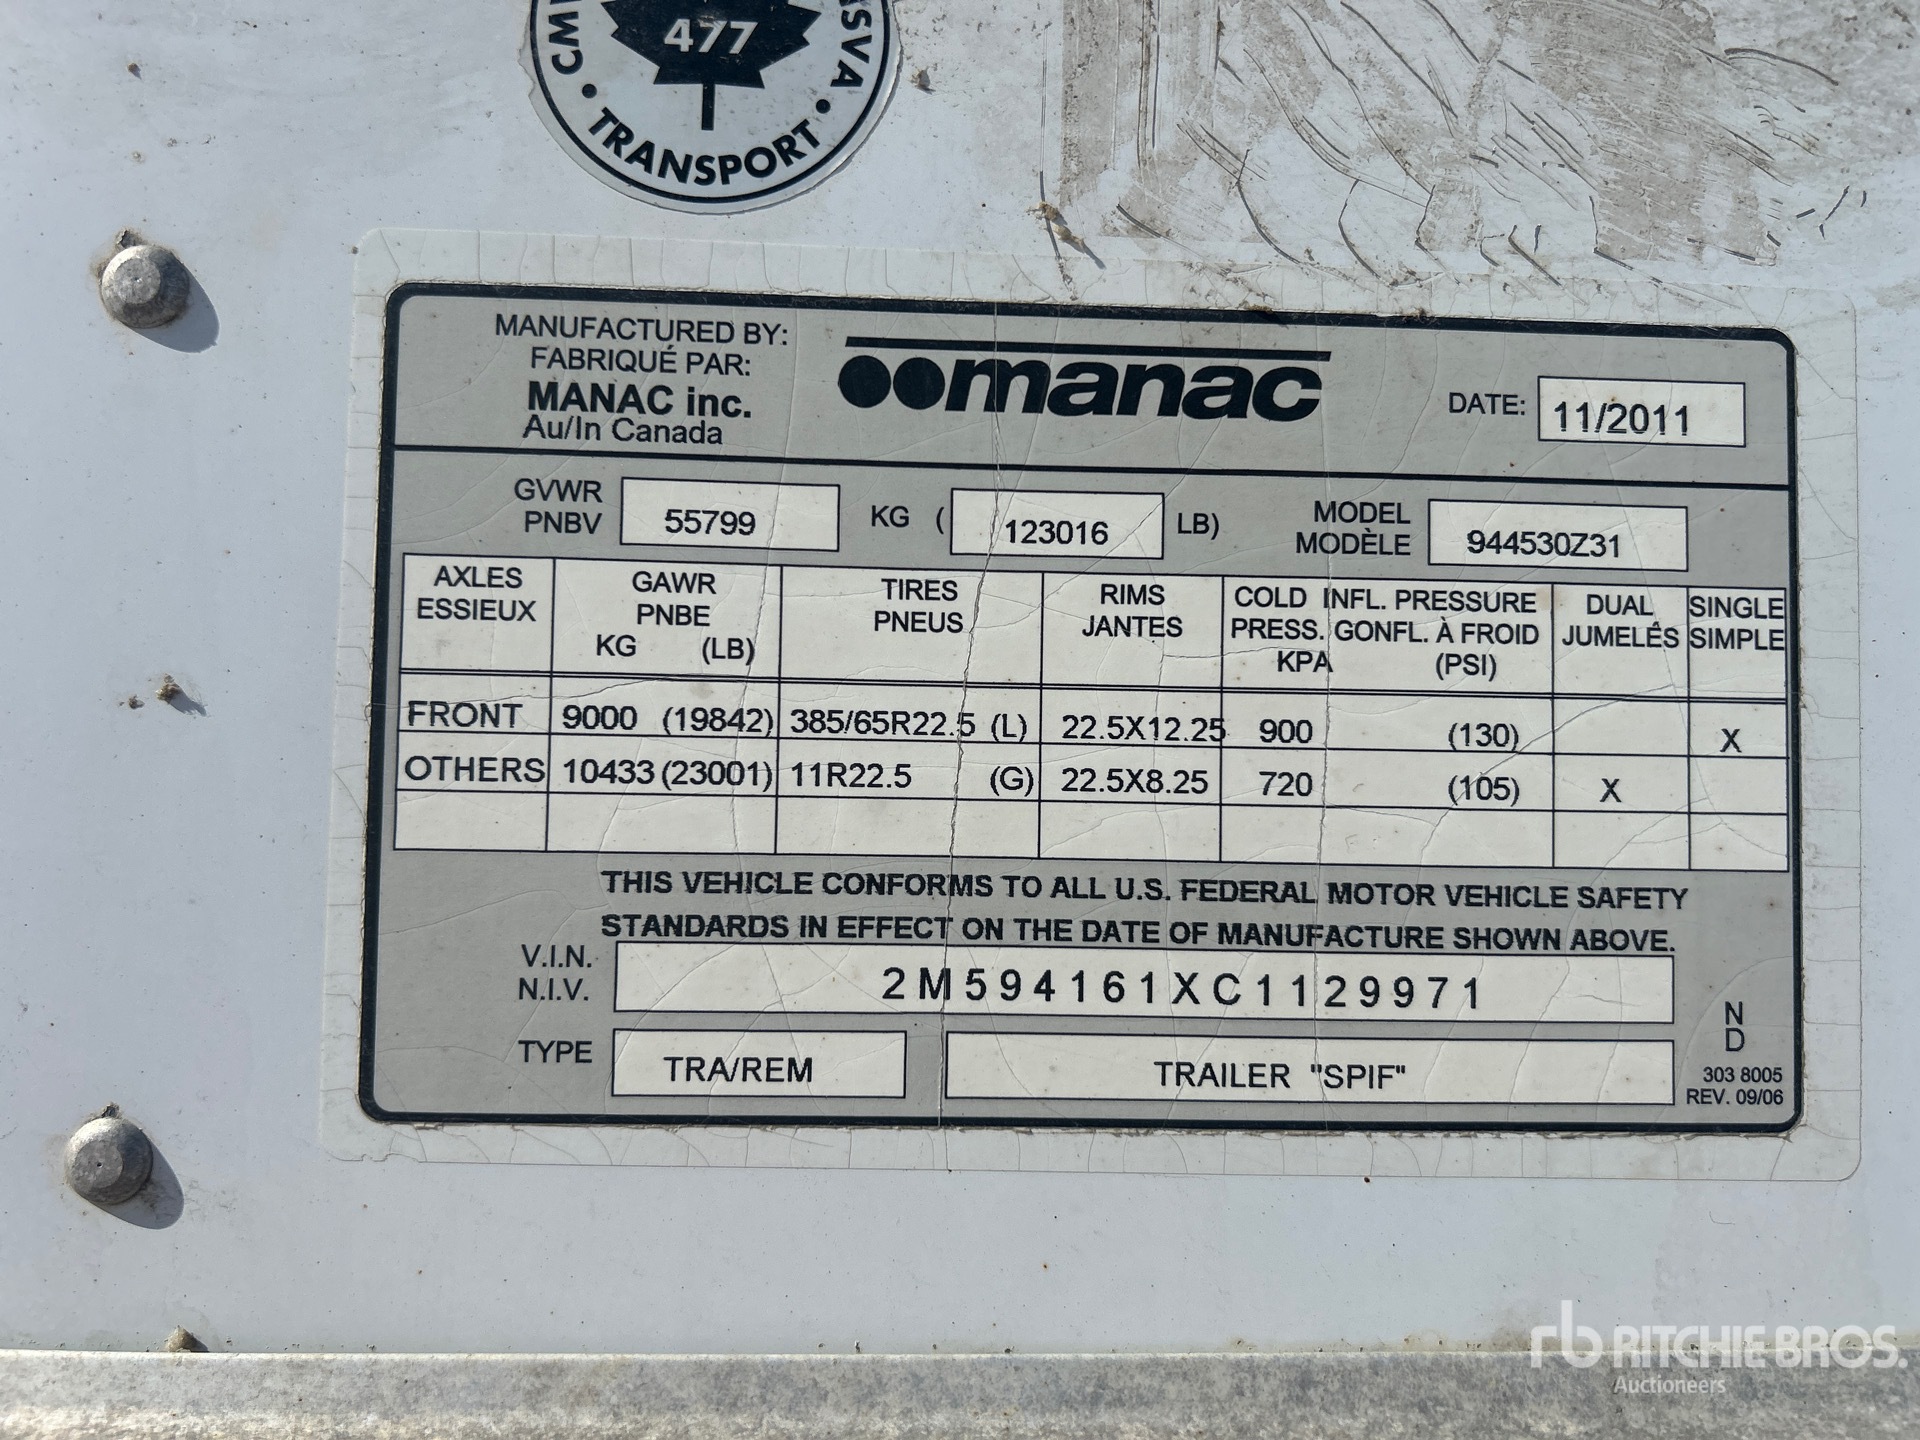 477
TRANSPORT
MANUFACTURED BY:
FABRIQUÉ PAR:
MANAC inc.
Au/In Canada
manac
DATE: 11/2011
GVWR
PNBV
55799 KG ( 123016 LB)
MODEL
MODÈLE
944530Z31
AXLES
ESSIEUX
GAWR
PNBE
KG (LB)
TIRES
PNEUS
RIMS
JANTES
COLD INFL. PRESSURE
PRESS. GONFL. À FROID
KPA (PSI)
DUAL
JUMELÉS
SINGLE
SIMPLE
FRONT 9000 (19842) 385/65R22.5 (L) 22.5X12.25 900 (130) X
OTHERS 10433 (23001) 11R22.5 (G) 22.5X8.25 720 (105) X
THIS VEHICLE CONFORMS TO ALL U.S. FEDERAL MOTOR VEHICLE SAFETY
STANDARDS IN EFFECT ON THE DATE OF MANUFACTURE SHOWN ABOVE.
V.I.N.
N.I.V.
2M594161XC1129971
TYPE TRA/REM TRAILER "SPIF"
N
D
303 8005
REV. 09/06
rb RITCHIE BROS.
Auctioneers